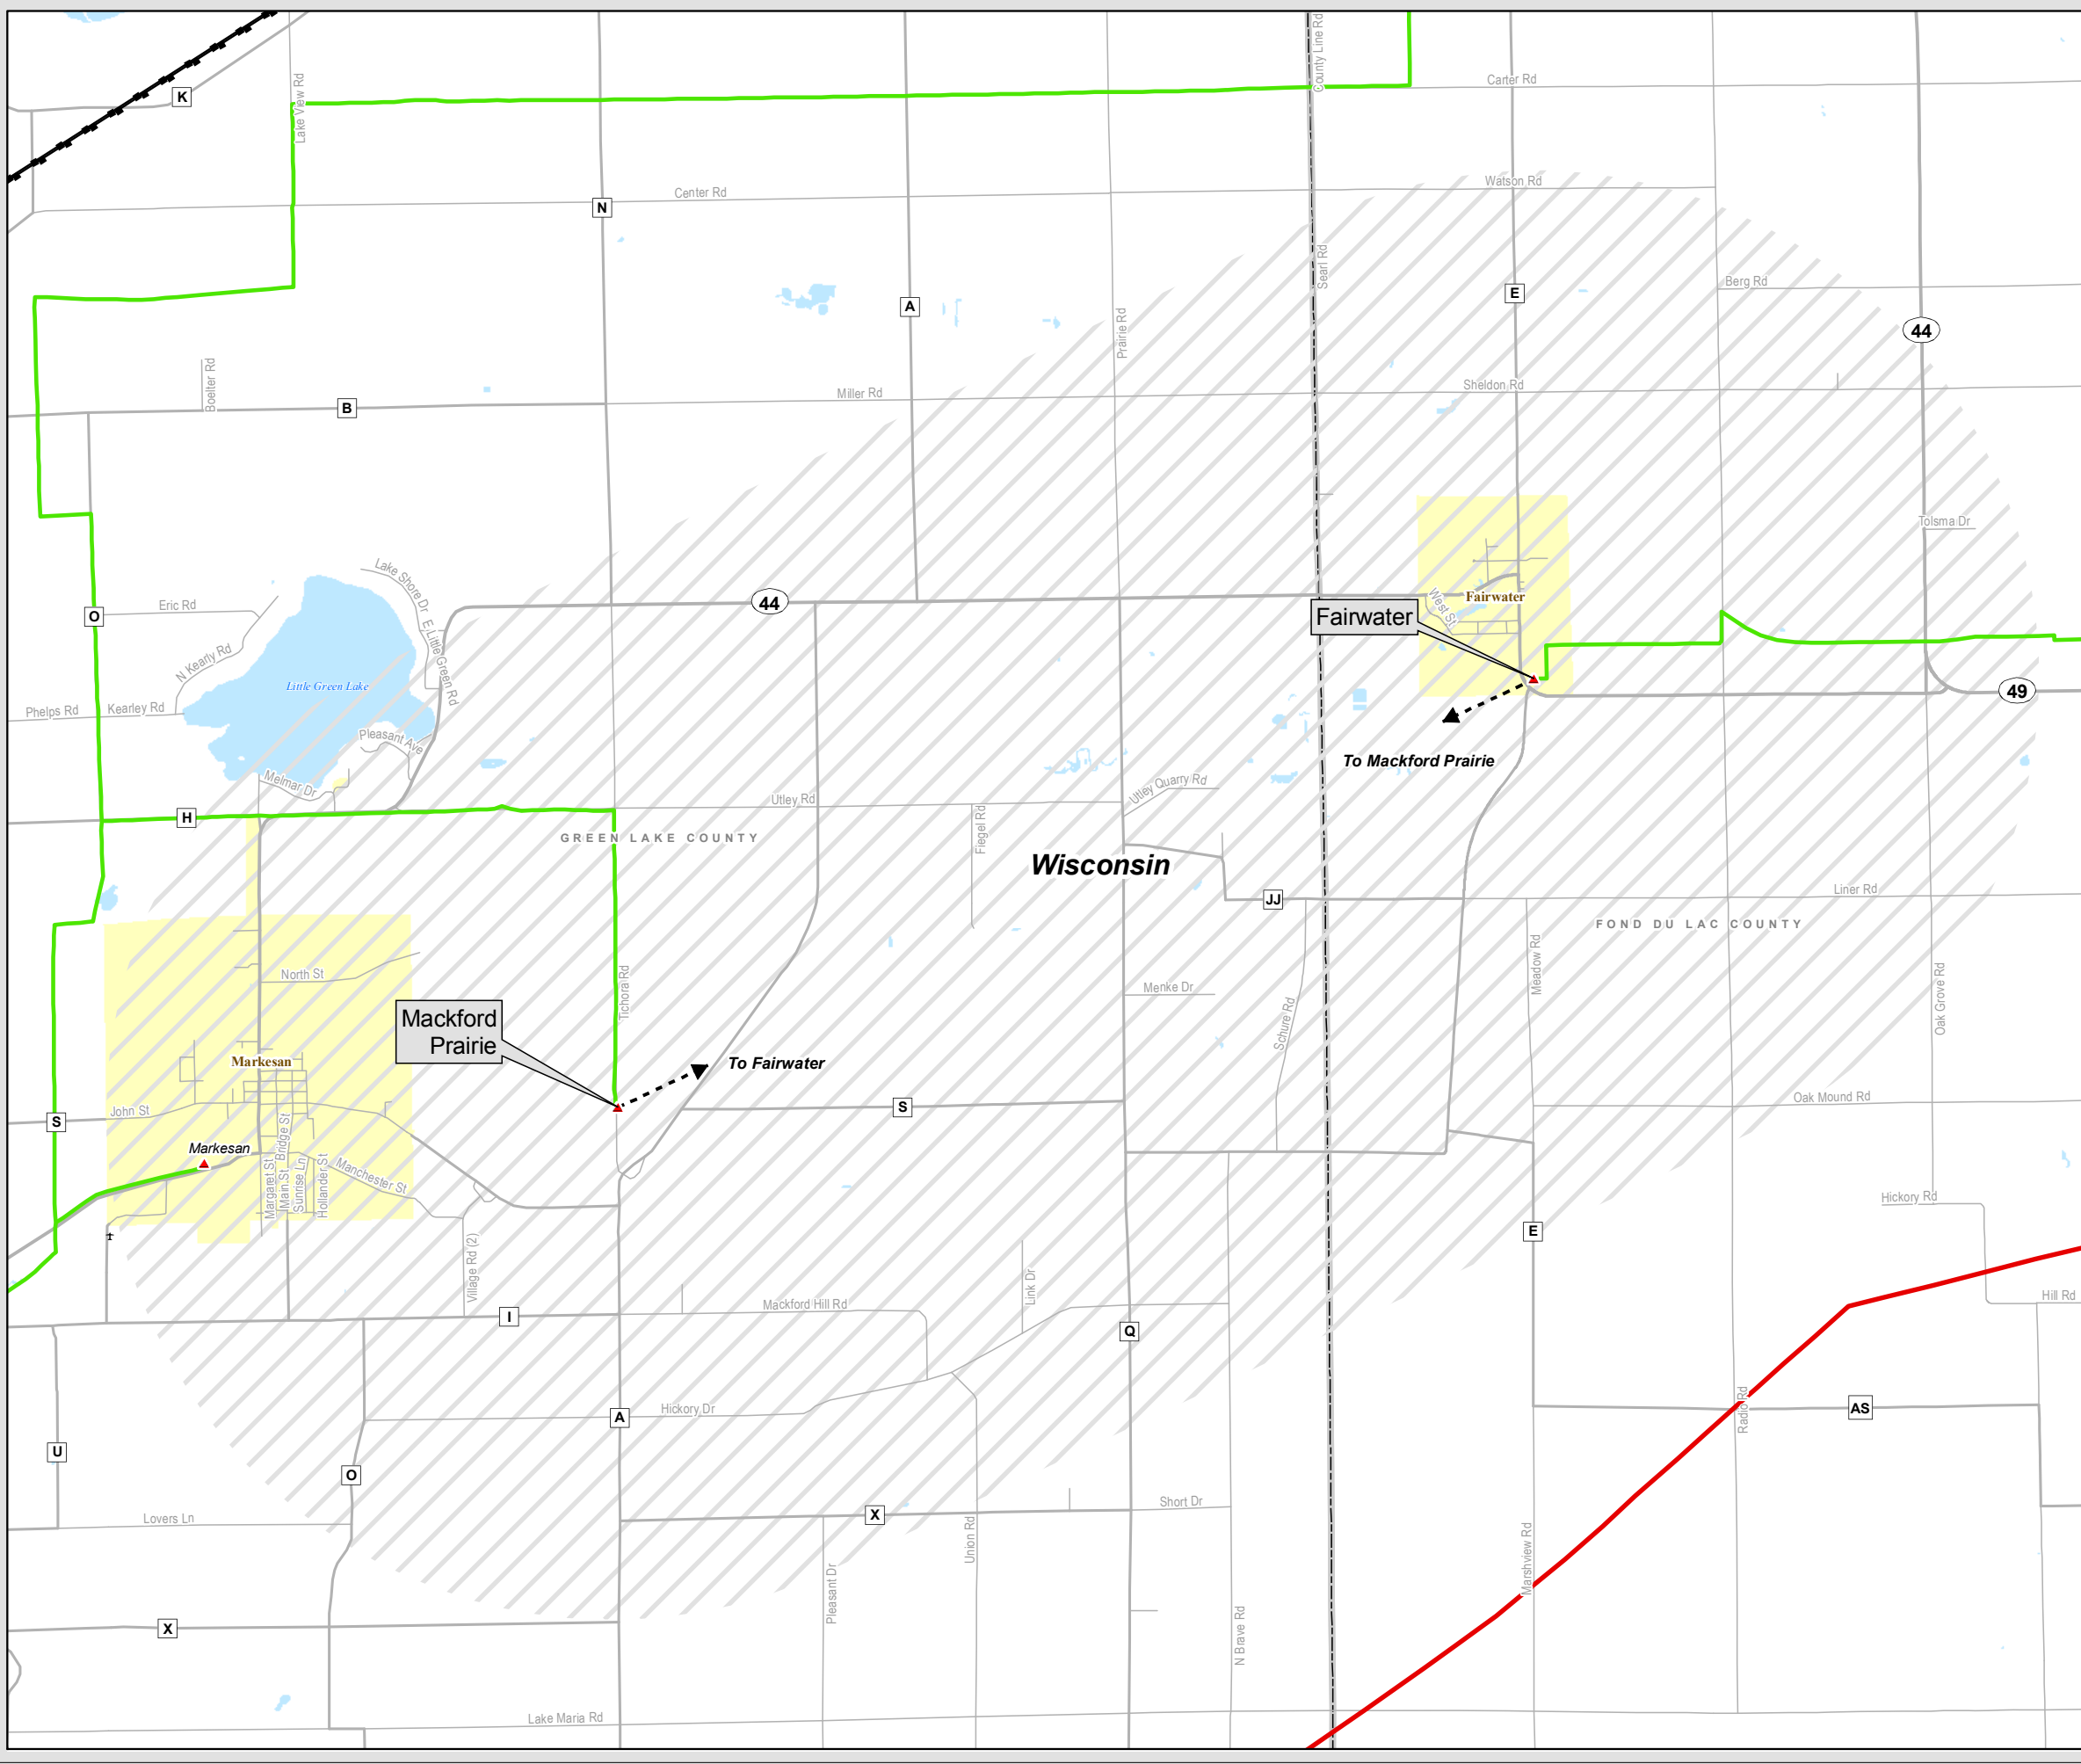 County Line Rd
Carter Rd
K
Lake View Rd
Center Rd
N
Watson Rd
Searl Rd
E
Berg Rd
A
44
Prairie Rd
Boelter Rd
B
Miller Rd
Sheldon Rd
Tolsma Dr
Lake Shore Dr
Eric Rd
O
44
Fairwater
West St
Fairwater
E Little Green Rd
N Kearly Rd
Little Green Lake
49
Phelps Rd
Kearley Rd
Pleasant Ave
To Mackford Prairie
Melmar Dr
Utley Quarry Rd
Utley Rd
H
Fiegel Rd
GREEN LAKE COUNTY
Wisconsin
JJ
Liner Rd
FOND DU LAC COUNTY
Meadow Rd
North St
Tichora Rd
Menke Dr
Oak Grove Rd
Schure Rd
Mackford
Prairie
To Fairwater
Markesan
John St
S
S
Oak Mound Rd
Markesan
Bridge St
Margaret St
Main St
Sunrise Ln
Hollander St
Manchester St
Hickory Rd
E
Village Rd (2)
Link Dr
Hill Rd
I
Mackford Hill Rd
Q
Radio Rd
AS
A
Hickory Dr
U
O
Lovers Ln
X
Short Dr
Union Rd
Marshview Rd
Pleasant Dr
N Brave Rd
X
Lake Maria Rd